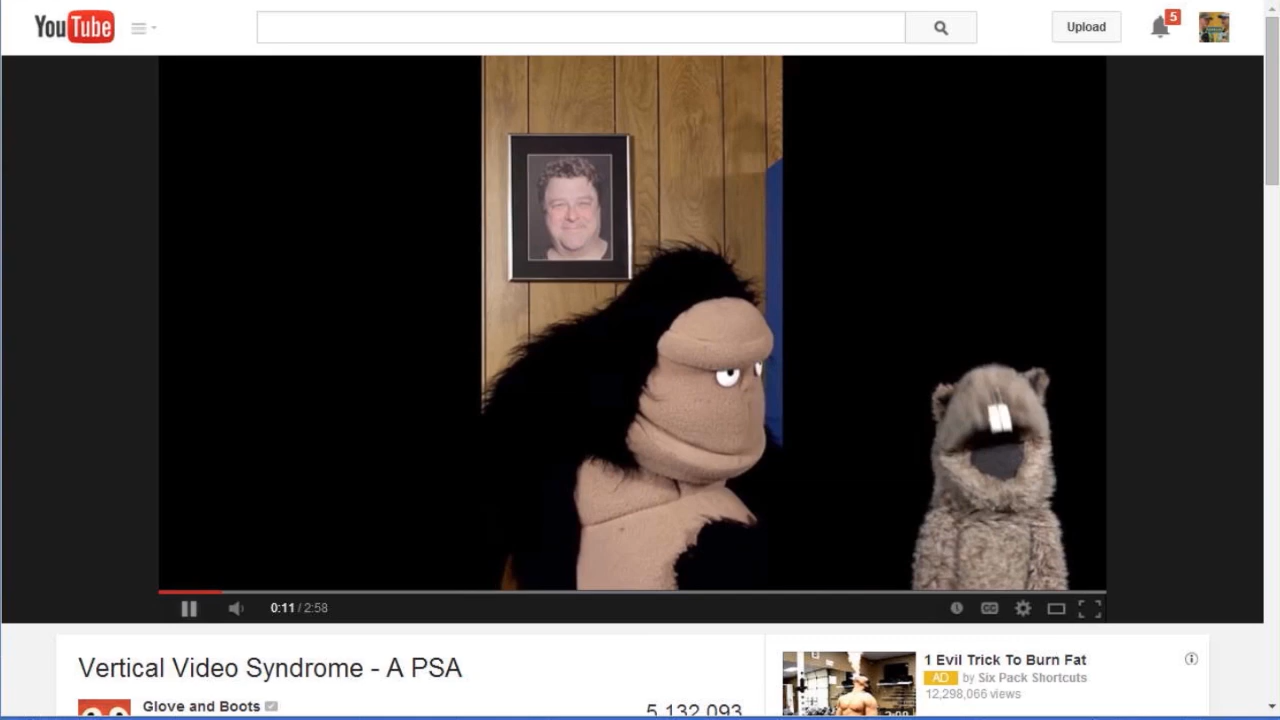 YouTube
Upload
5
0:11 / 2:58
CC
Vertical Video Syndrome - A PSA
Glove and Boots
5,132,093
1 Evil Trick To Burn Fat
AD by Six Pack Shortcuts
12,298,066 views